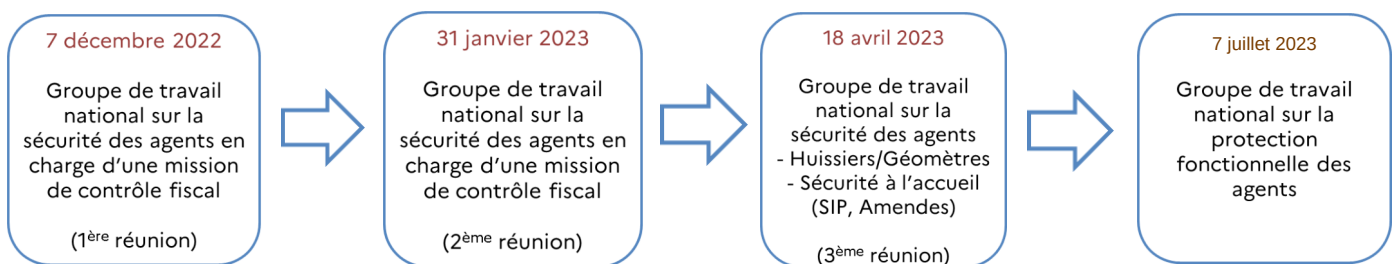 7 décembre 2022
Groupe de travail
national sur la
sécurité des agents en
charge d’une mission
de contrôle fiscal
(1ère réunion)
31 janvier 2023
Groupe de travail
national sur la
sécurité des agents en
charge d’une mission
de contrôle fiscal
(2ème réunion)
18 avril 2023
Groupe de travail
national sur la
sécurité des agents
- Huissiers/Géomètres
- Sécurité à l’accueil
(SIP, Amendes)
(3ème réunion)
7 juillet 2023
Groupe de travail
national sur la
protection
fonctionnelle des
agents